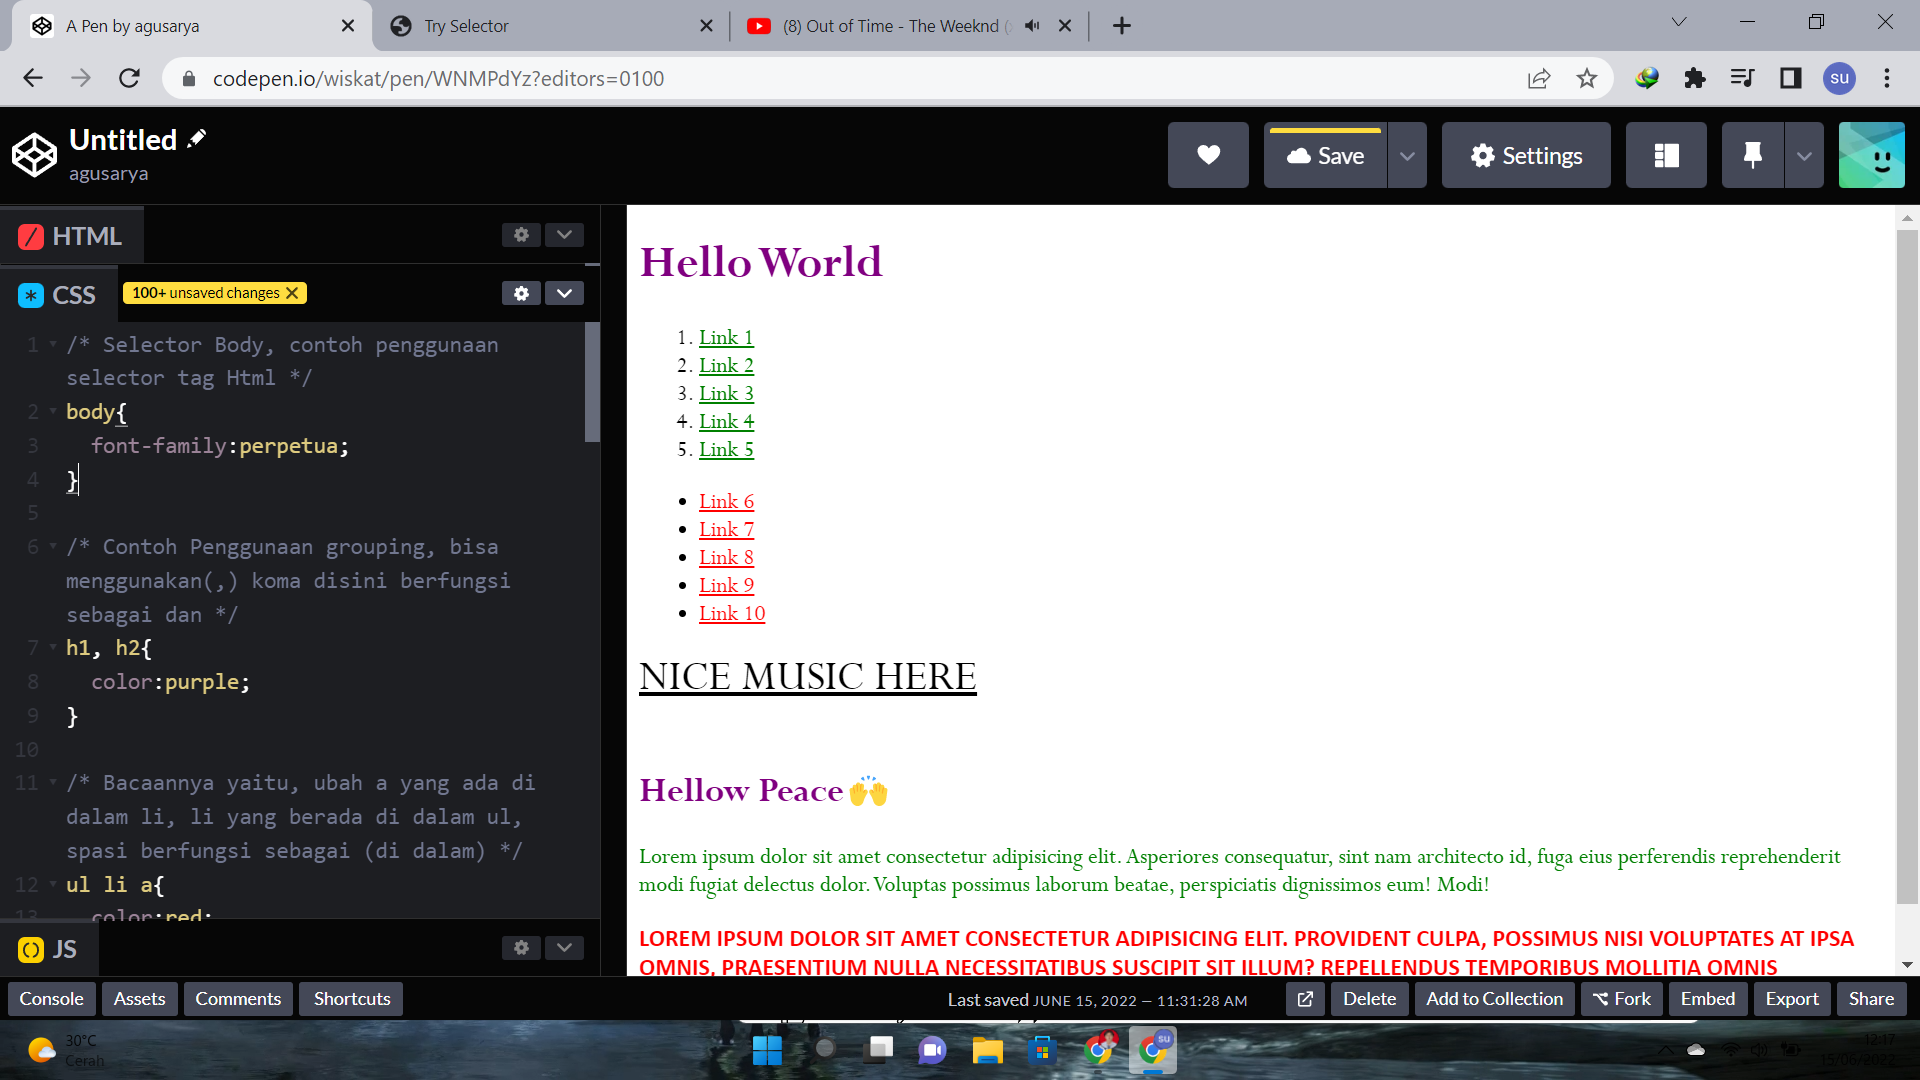 A Pen by agusarya
Try Selector
(8) Out of Time - The Weeknd (
codepen.io/wiskat/pen/WNMPdYz?editors=0100
su
Untitled
agusarya
Save
Settings
HTML
CSS
100+ unsaved changes
1 /* Selector Body, contoh penggunaan
selector tag Html */
2 body{
3 font-family:perpetua;
4 }
5
6 /* Contoh Penggunaan grouping, bisa
menggunakan(,) koma disini berfungsi
sebagai dan */
7 h1, h2{
8 color:purple;
9 }
10
11 /* Bacaannya yaitu, ubah a yang ada di
dalam li, li yang berada di dalam ul,
spasi berfungsi sebagai (di dalam) */
12 ul li a{
13 color:red;
JS
Hello World
1. Link 1
2. Link 2
3. Link 3
4. Link 4
5. Link 5
Link 6
Link 7
Link 8
Link 9
Link 10
NICE MUSIC HERE
Hellow Peace 🙌
Lorem ipsum dolor sit amet consectetur adipisicing elit. Asperiores consequatur, sint nam architecto id, fuga eius perferendis reprehenderit
modi fugiat delectus dolor. Voluptas possimus laborum beatae, perspiciatis dignissimos eum! Modi!
LOREM IPSUM DOLOR SIT AMET CONSECTETUR ADIPISICING ELIT. PROVIDENT CULPA, POSSIMUS NISI VOLUPTATES AT IPSA
OMNIS, PRAESENTIUM NULLA NECESSITATIBUS SUSCIPIT SIT ILLUM? REPELLENDUS TEMPORIBUS MOLLITIA OMNIS
Console
Assets
Comments
Shortcuts
Last saved JUNE 15, 2022 — 11:31:28 AM
Delete
Add to Collection
Fork
Embed
Export
Share
30°C
Cerah
su
12:17
15/06/2022